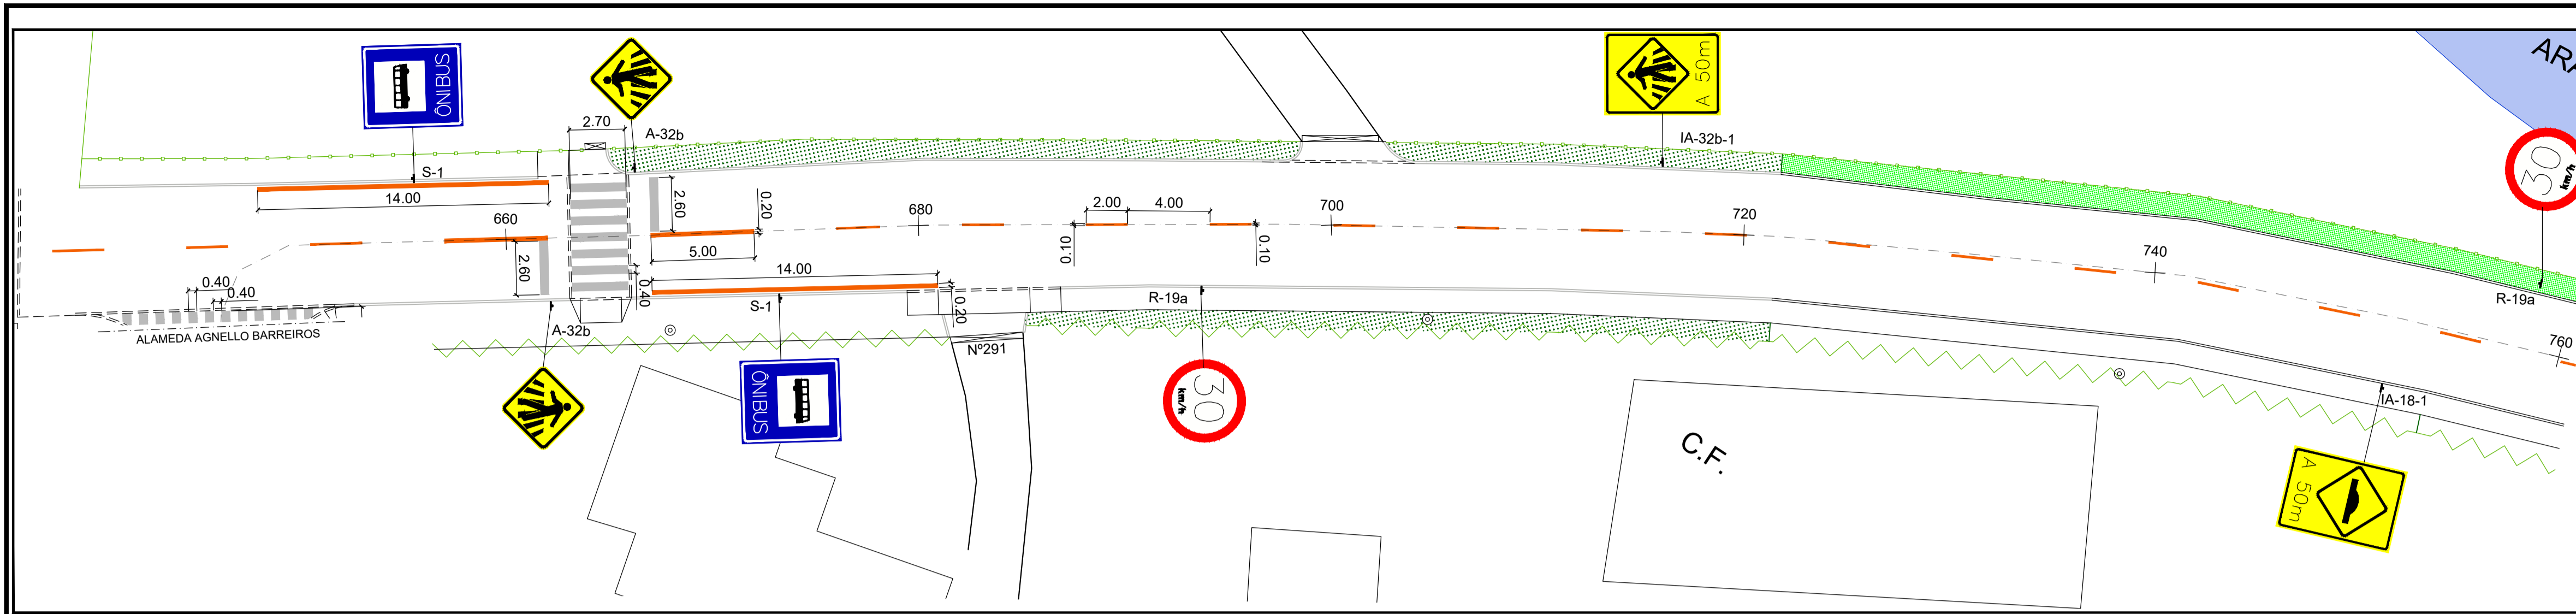 ÔNIBUS
A 50m
ARA
30
km/h
2.70
A-32b
IA-32b-1
S-1
14.00
2.60
0.20
660
680
2.00
4.00
700
720
740
760
5.00
0.10
0.10
2.60
0.40
0.40
14.00
0.40
0.20
S-1
R-19a
R-19a
ALAMEDA AGNELLO BARREIROS
A-32b
Nº291
ÔNIBUS
30
km/h
C.F.
IA-18-1
A 50m